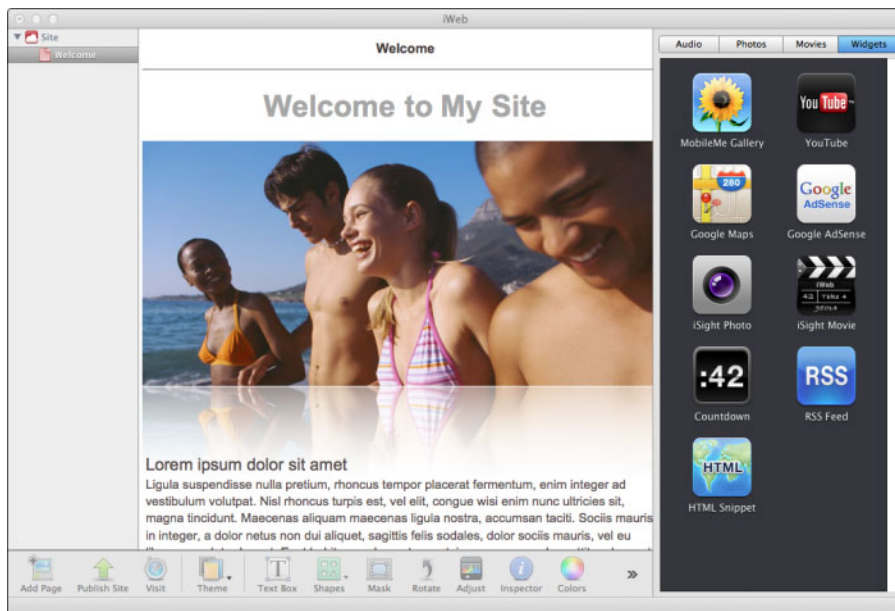 iWeb
Site
Welcome
Welcome
Audio Photos Movies Widgets
Welcome to My Site
You Tube
MobileMe Gallery YouTube
280
Google
AdSense
Google Maps Google AdSense
iWeb
42 Take 4
iSight Photo iSight Movie
:42 RSS
Countdown RSS Feed
HTML
HTML Snippet
Lorem ipsum dolor sit amet
Ligula suspendisse nulla pretium, rhoncus tempor placerat fermentum, enim integer ad
vestibulum volutpat. Nisl rhoncus turpis est, vel elit, congue wisi enim nunc ultricies sit,
magna tincidunt. Maecenas aliquam maecenas ligula nostra, accumsan taciti. Sociis mauris
in integer, a dolor netus non dui aliquet, sagittis felis sodales, dolor sociis mauris, vel eu
Add Page Publish Site Visit Theme Text Box Shapes Mask Rotate Adjust Inspector Colors